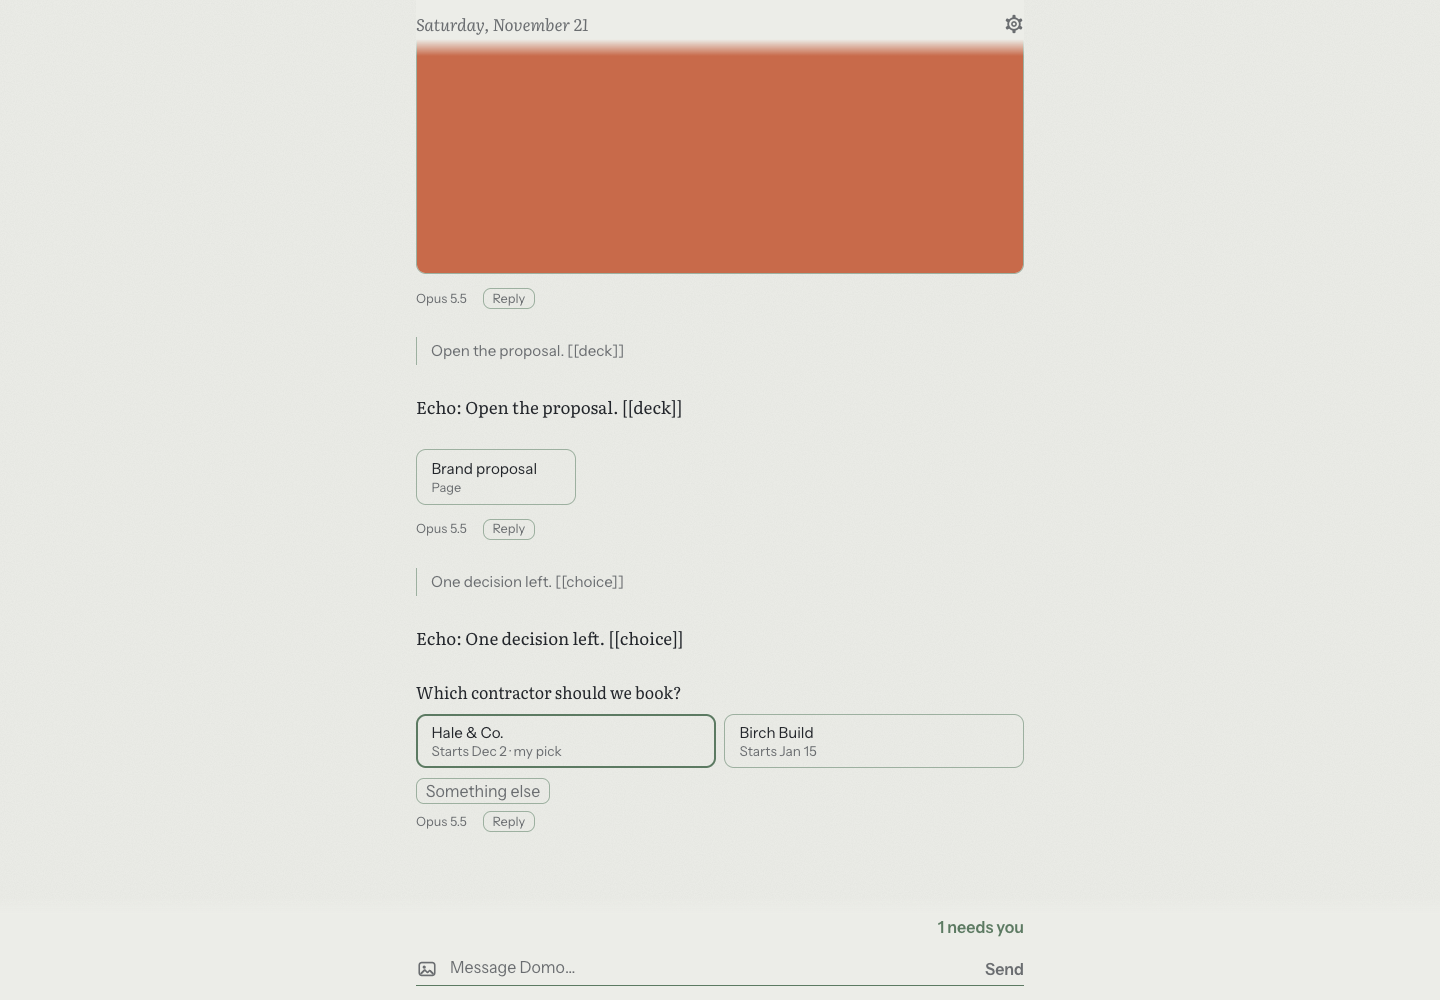 Saturday, November 21
Opus 5.5
Reply
Open the proposal. [[deck]]
Echo: Open the proposal. [[deck]]
Brand proposal
Page
Opus 5.5
Reply
One decision left. [[choice]]
Echo: One decision left. [[choice]]
Which contractor should we book?
Hale & Co.
Starts Dec 2 · my pick
Birch Build
Starts Jan 15
Something else
Opus 5.5
Reply
1 needs you
Message Domo...
Send